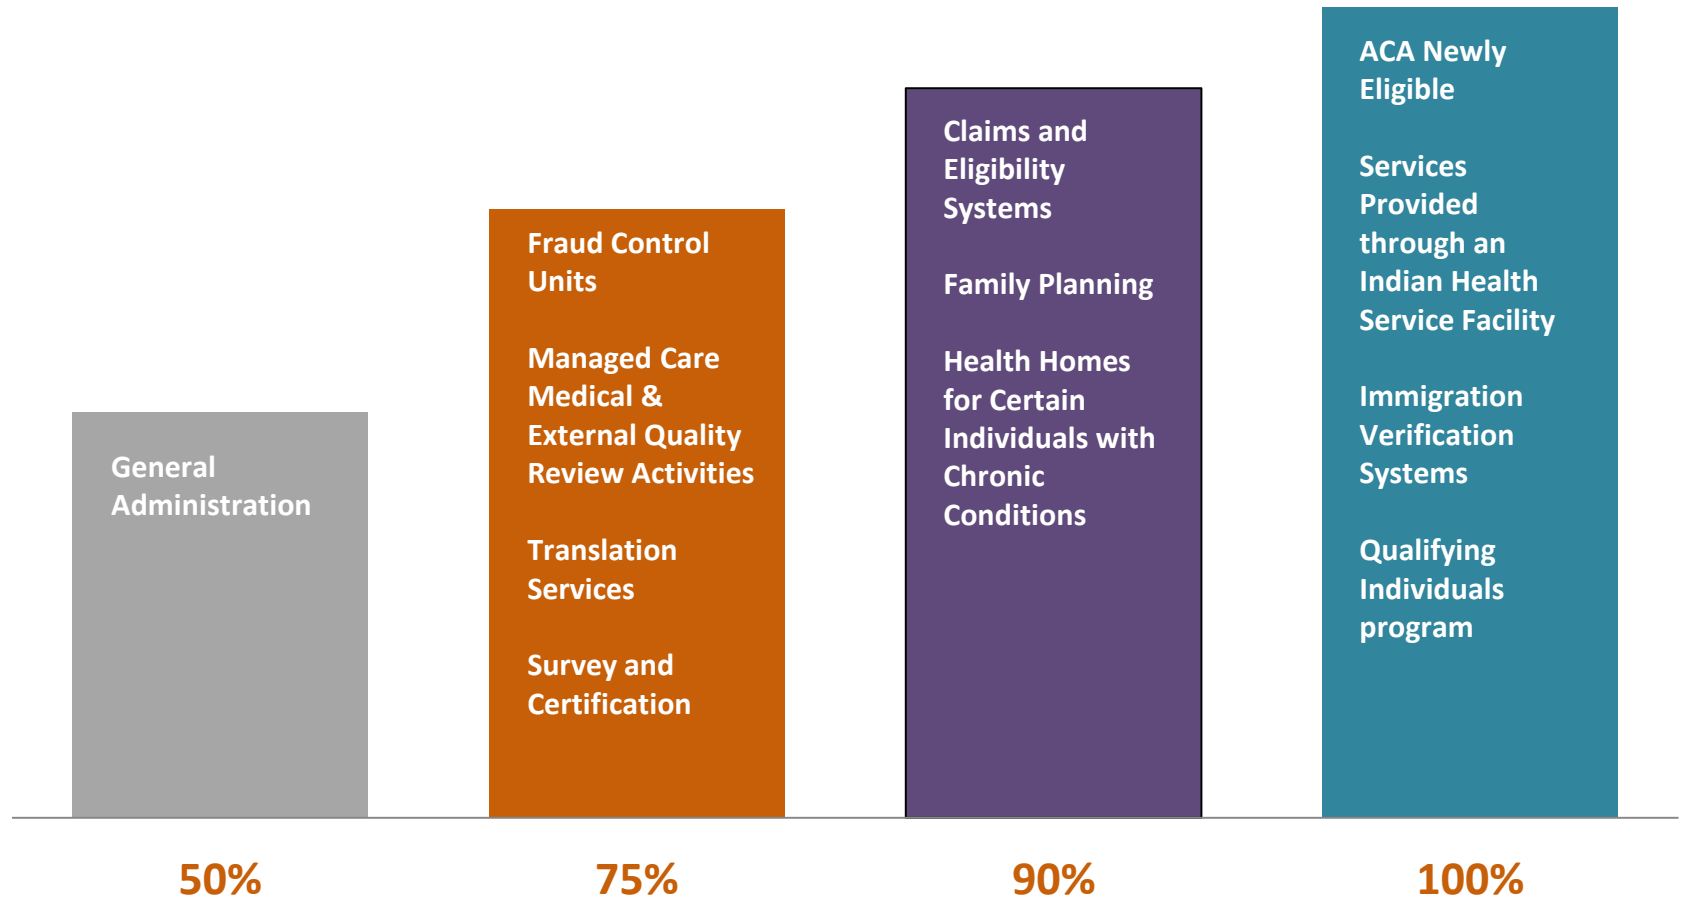 General
Administration
Fraud Control
Units
Managed Care
Medical &
External Quality
Review Activities
Translation
Services
Survey and
Certification
Claims and
Eligibility
Systems
Family Planning
Health Homes
for Certain
Individuals with
Chronic
Conditions
ACA Newly
Eligible
Services
Provided
through an
Indian Health
Service Facility
Immigration
Verification
Systems
Qualifying
Individuals
program
50%
75%
90%
100%